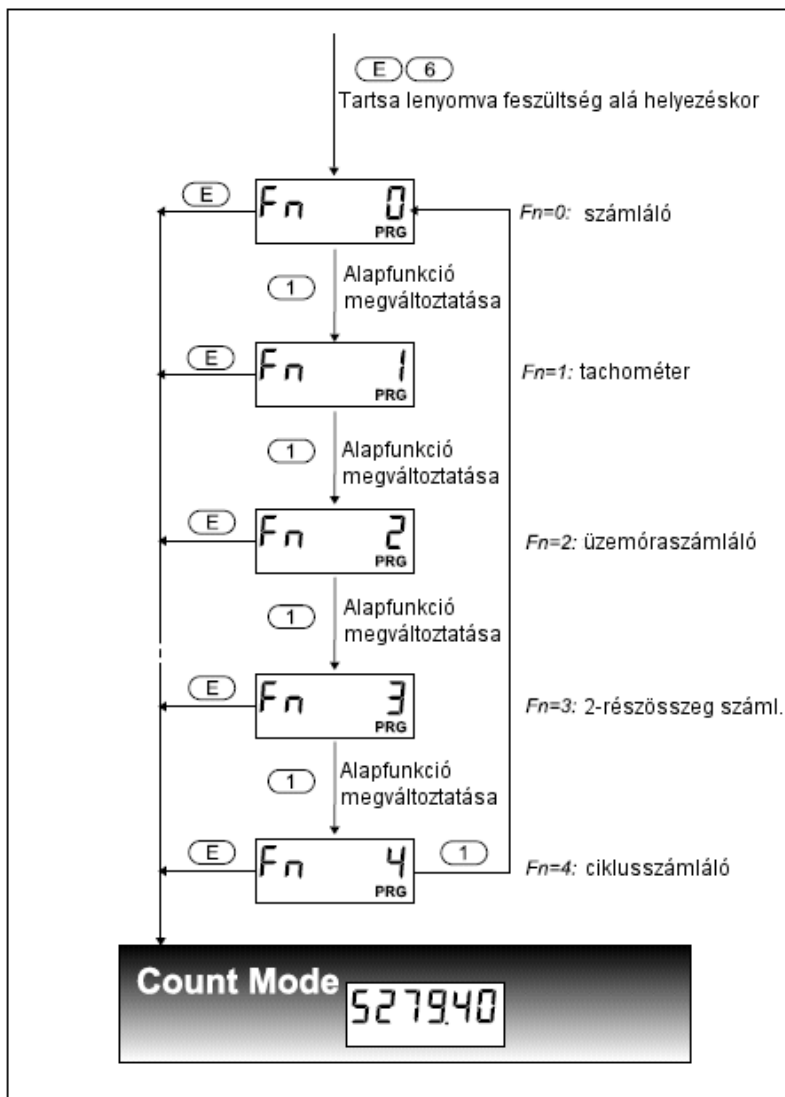 E 6
Tartsa lenyomva feszültség alá helyezéskor
E
Fn 0
PRG
Fn=0: számláló
1
Alapfunkció
megváltoztatása
E
Fn 1
PRG
Fn=1: tachométer
1
Alapfunkció
megváltoztatása
E
Fn 2
PRG
Fn=2: üzemóraszámláló
1
Alapfunkció
megváltoztatása
E
Fn 3
PRG
Fn=3: 2-részösszeg száml.
1
Alapfunkció
megváltoztatása
E
Fn 4
PRG
1
Fn=4: ciklusszámláló
Count Mode
5279.40